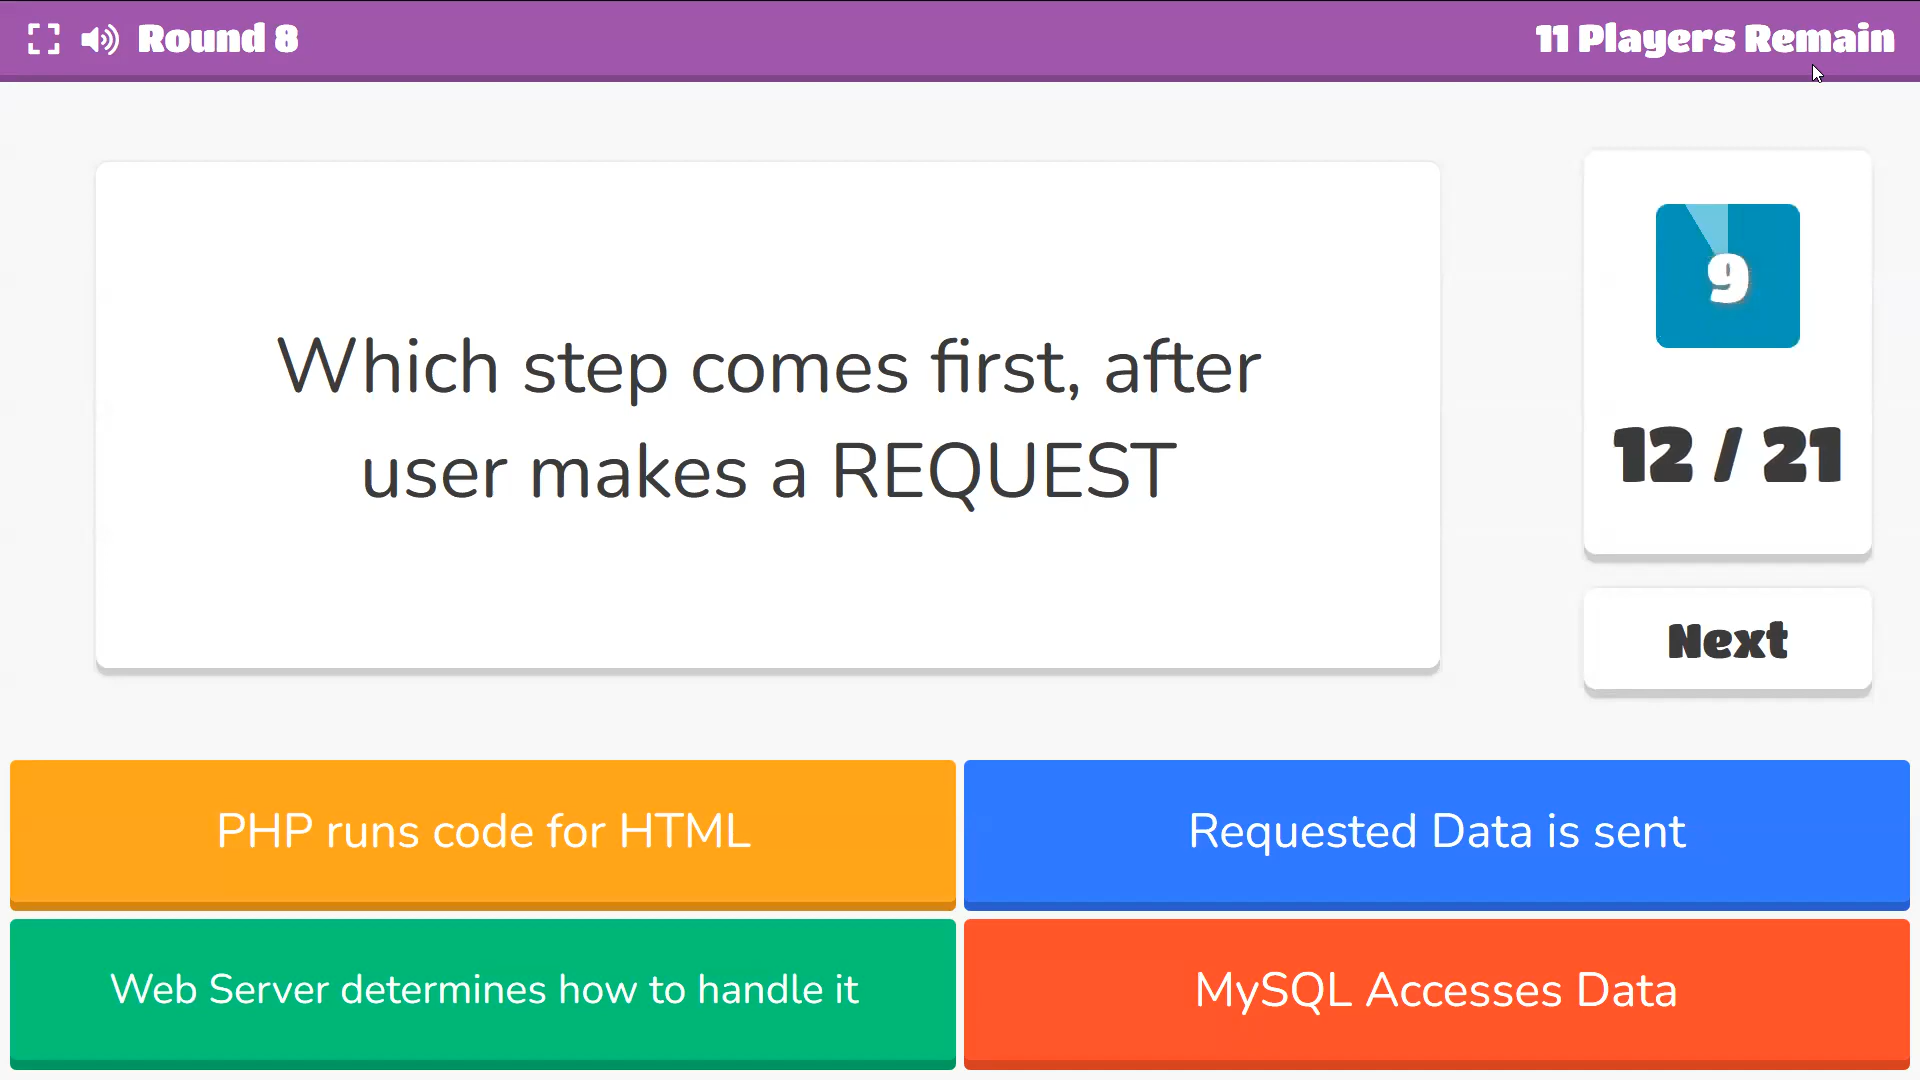 Round 8
11 Players Remain
Which step comes first, after
user makes a REQUEST
9
12 / 21
Next
PHP runs code for HTML
Requested Data is sent
Web Server determines how to handle it
MySQL Accesses Data